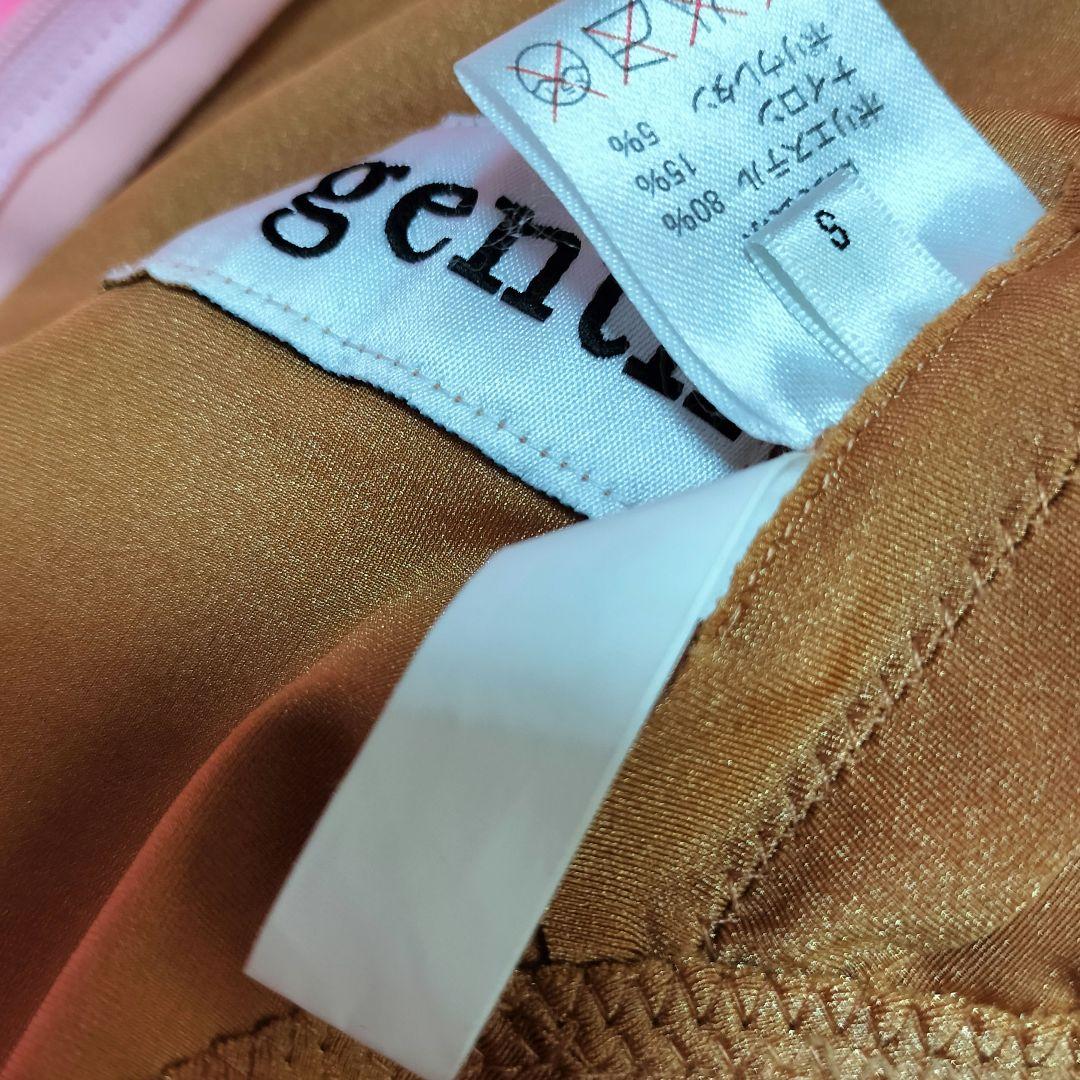 gent
S
ポリエステル 80%
ナイロン 15%
ポリウレタン 5%